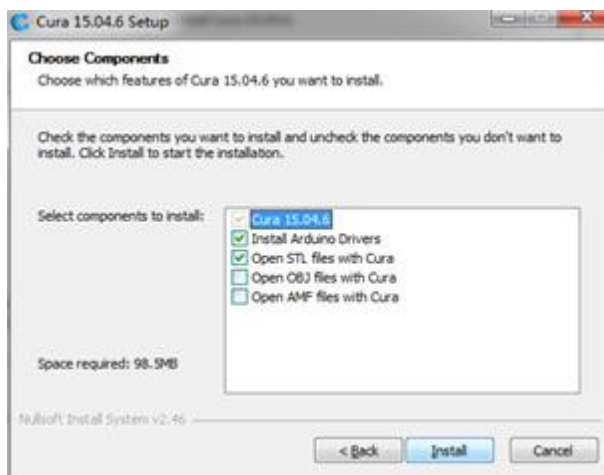 Cura 15.04.6 Setup
Choose Components
Choose which features of Cura 15.04.6 you want to install.
Check the components you want to install and uncheck the components you don't want to
install. Click Install to start the installation.
Select components to install:
Cura 15.04.6
Install Arduino Drivers
Open STL files with Cura
Open OBJ files with Cura
Open AMF files with Cura
Space required: 98.5MB
Nullsoft Install System v2.46
< Back
Install
Cancel